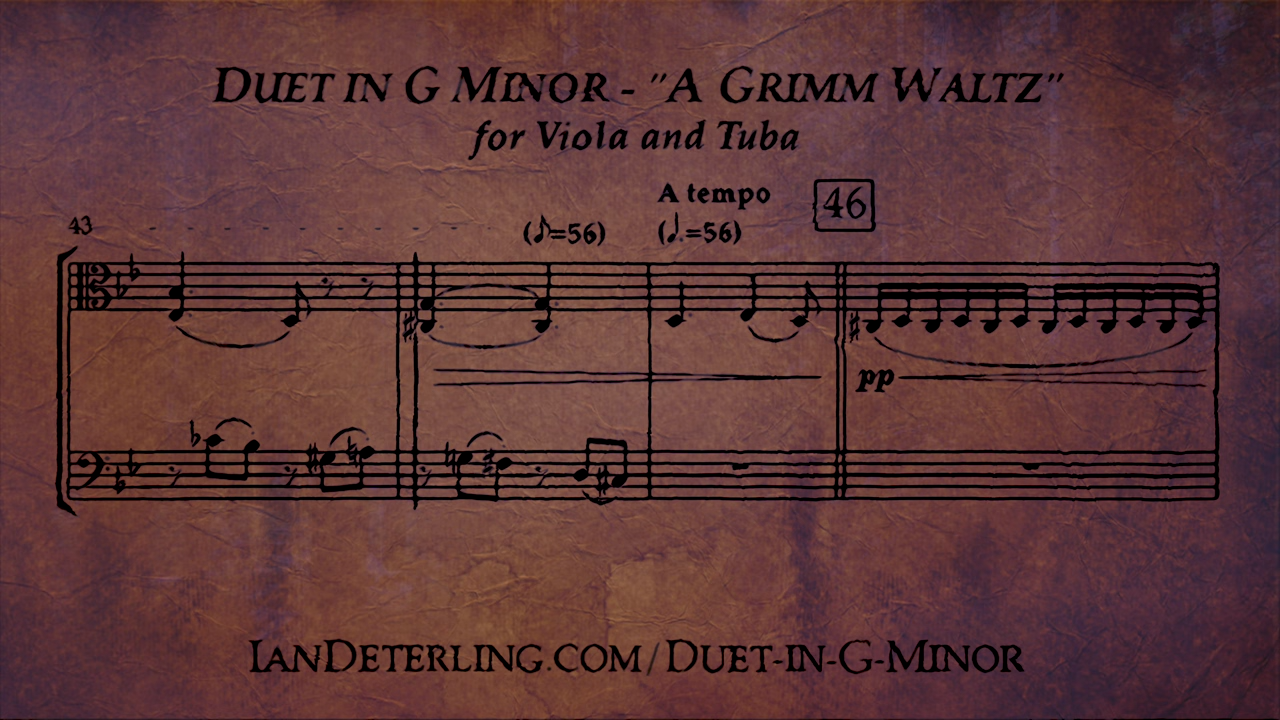 DUET IN G MINOR - "A GRIMM WALTZ"
for Viola and Tuba
A tempo
46
43
(♪=56)
(♩.=56)
pp
IANDETERLING.COM/DUET-IN-G-MINOR